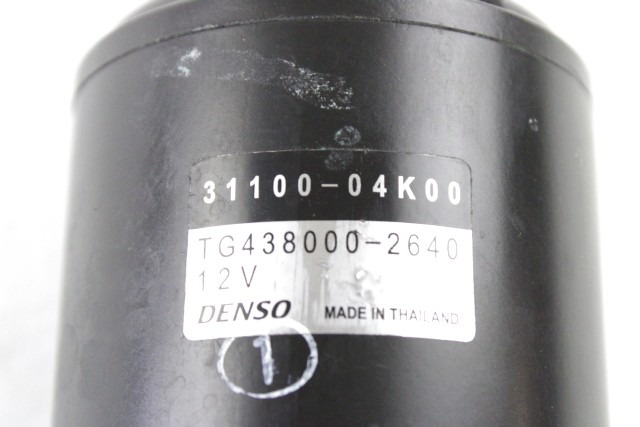 31100-04K00
TG438000-2640
12V
DENSO MADE IN THAILAND
1